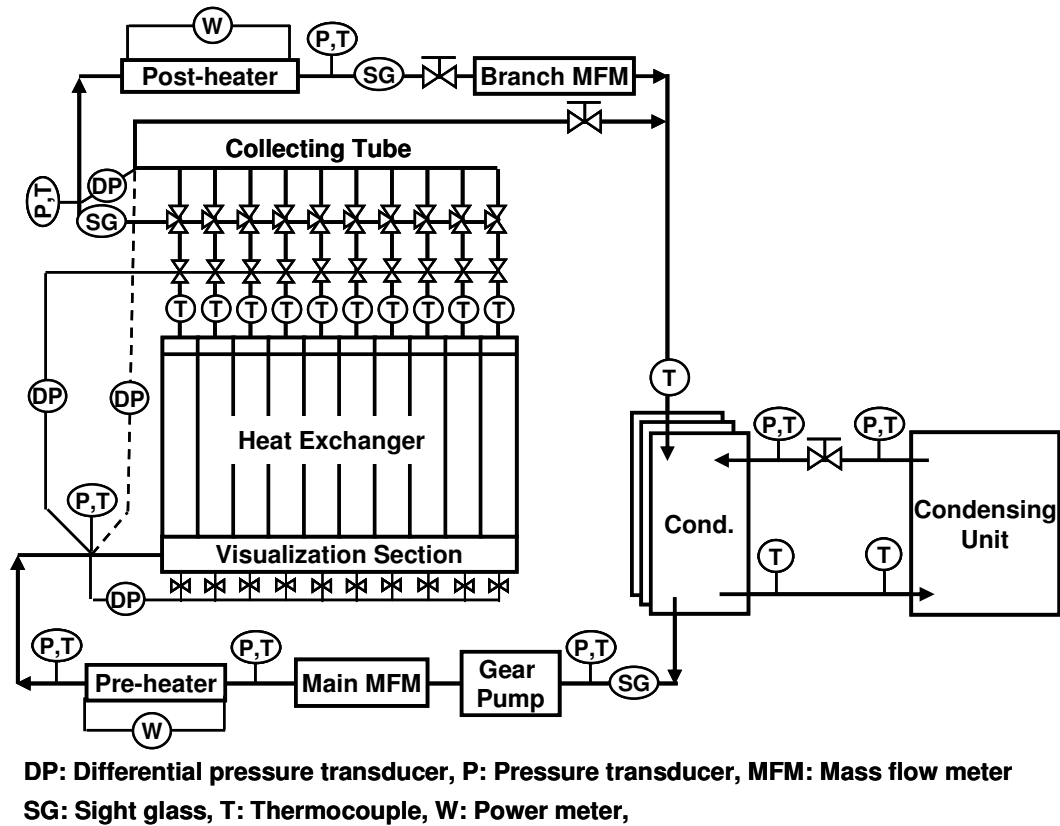 W
P,T
Post-heater
SG
Branch MFM
Collecting Tube
DP
P,T
SG
T T T T T T T T T T
DP
DP
T
Heat Exchanger
P,T
P,T
P,T
Cond.
Condensing
Unit
P,T
Visualization Section
T
T
DP
P,T
P,T
P,T
Pre-heater
Main MFM
Gear
Pump
SG
W
DP: Differential pressure transducer, P: Pressure transducer, MFM: Mass flow meter
SG: Sight glass, T: Thermocouple, W: Power meter,